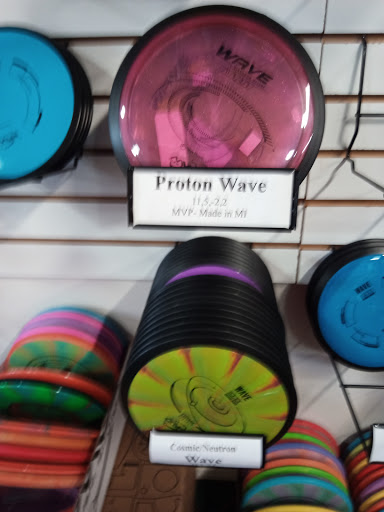 WAVE
Proton Wave
11,5,-2,2
MVP- Made in MI
Cosmic/Neutron
Wave